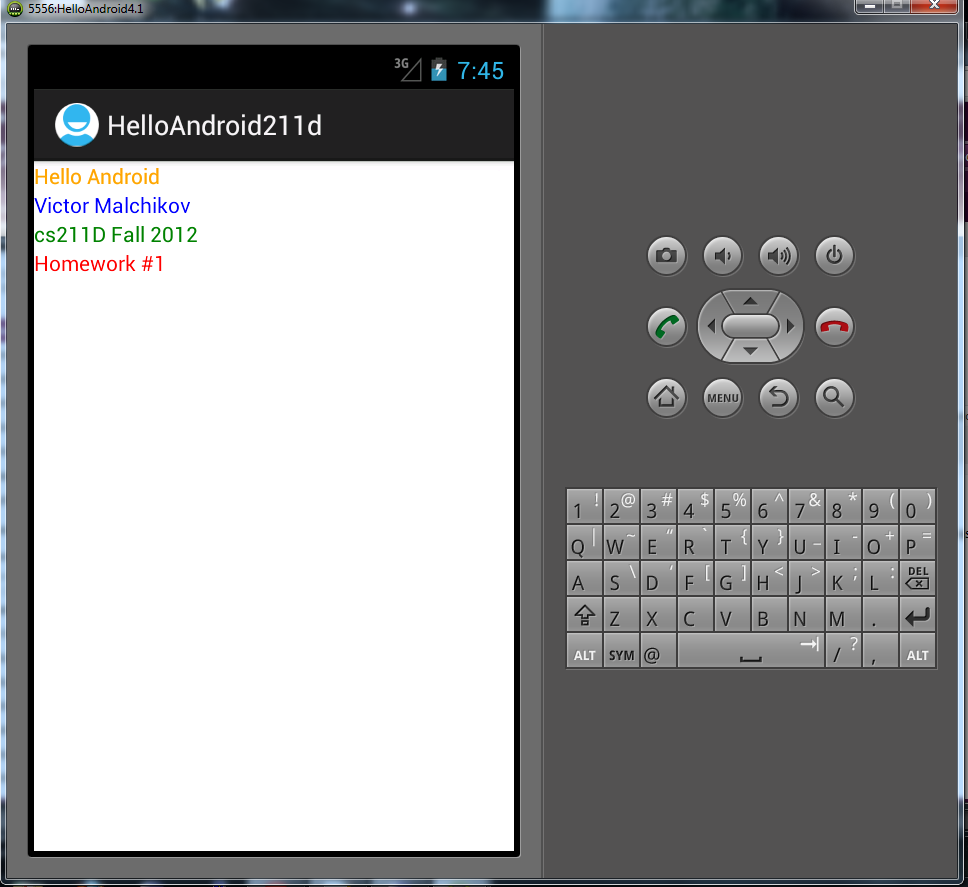 5556:HelloAndroid4.1
3G 7:45
HelloAndroid211d
Hello Android
Victor Malchikov
cs211D Fall 2012
Homework #1
MENU
1 ! 2 @ 3 # 4 $ 5 % 6 ^ 7 & 8 * 9 ( 0 )
Q | W ~ E “ R ` T { Y } U _ I - O + P =
A S \ D ‘ F [ G ] H < J > K ; L : DEL
Z X C V B N M .
ALT SYM @ / ? , ALT